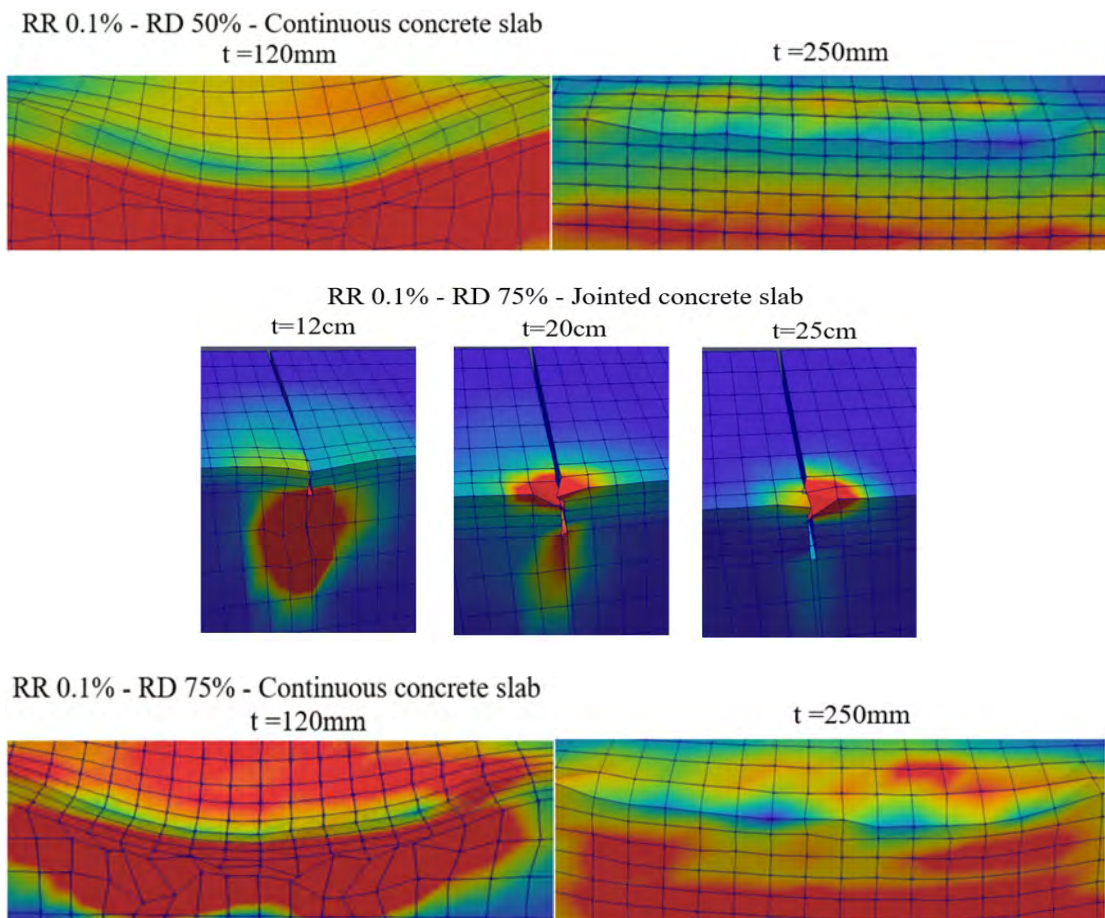 RR 0.1% - RD 50% - Continuous concrete slab
t =120mm
t =250mm
RR 0.1% - RD 75% - Jointed concrete slab
t=12cm
t=20cm
t=25cm
RR 0.1% - RD 75% - Continuous concrete slab
t =120mm
t =250mm